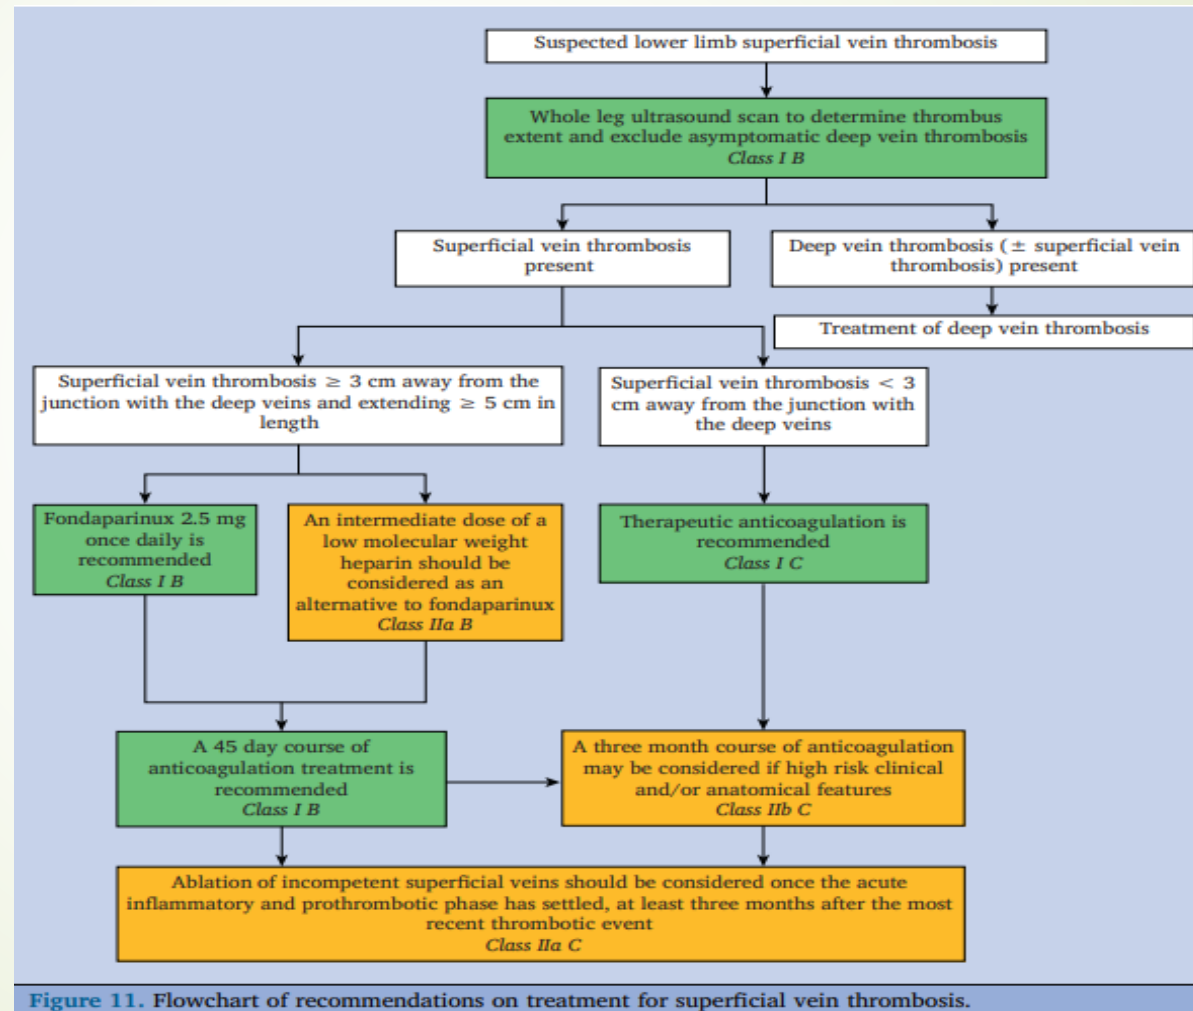 Suspected lower limb superficial vein thrombosis
Whole leg ultrasound scan to determine thrombus
extent and exclude asymptomatic deep vein thrombosis
Class I B
Superficial vein thrombosis
present
Deep vein thrombosis (± superficial vein
thrombosis) present
Treatment of deep vein thrombosis
Superficial vein thrombosis ≥ 3 cm away from the
junction with the deep veins and extending ≥ 5 cm in
length
Superficial vein thrombosis < 3
cm away from the junction with
the deep veins
Fondaparinux 2.5 mg
once daily is
recommended
Class I B
An intermediate dose of a
low molecular weight
heparin should be
considered as an
alternative to fondaparinux
Class IIa B
Therapeutic anticoagulation is
recommended
Class I C
A 45 day course of
anticoagulation treatment is
recommended
Class I B
A three month course of anticoagulation
may be considered if high risk clinical
and/or anatomical features
Class IIb C
Ablation of incompetent superficial veins should be considered once the acute
inflammatory and prothrombotic phase has settled, at least three months after the most
recent thrombotic event
Class IIa C
Figure 11. Flowchart of recommendations on treatment for superficial vein thrombosis.